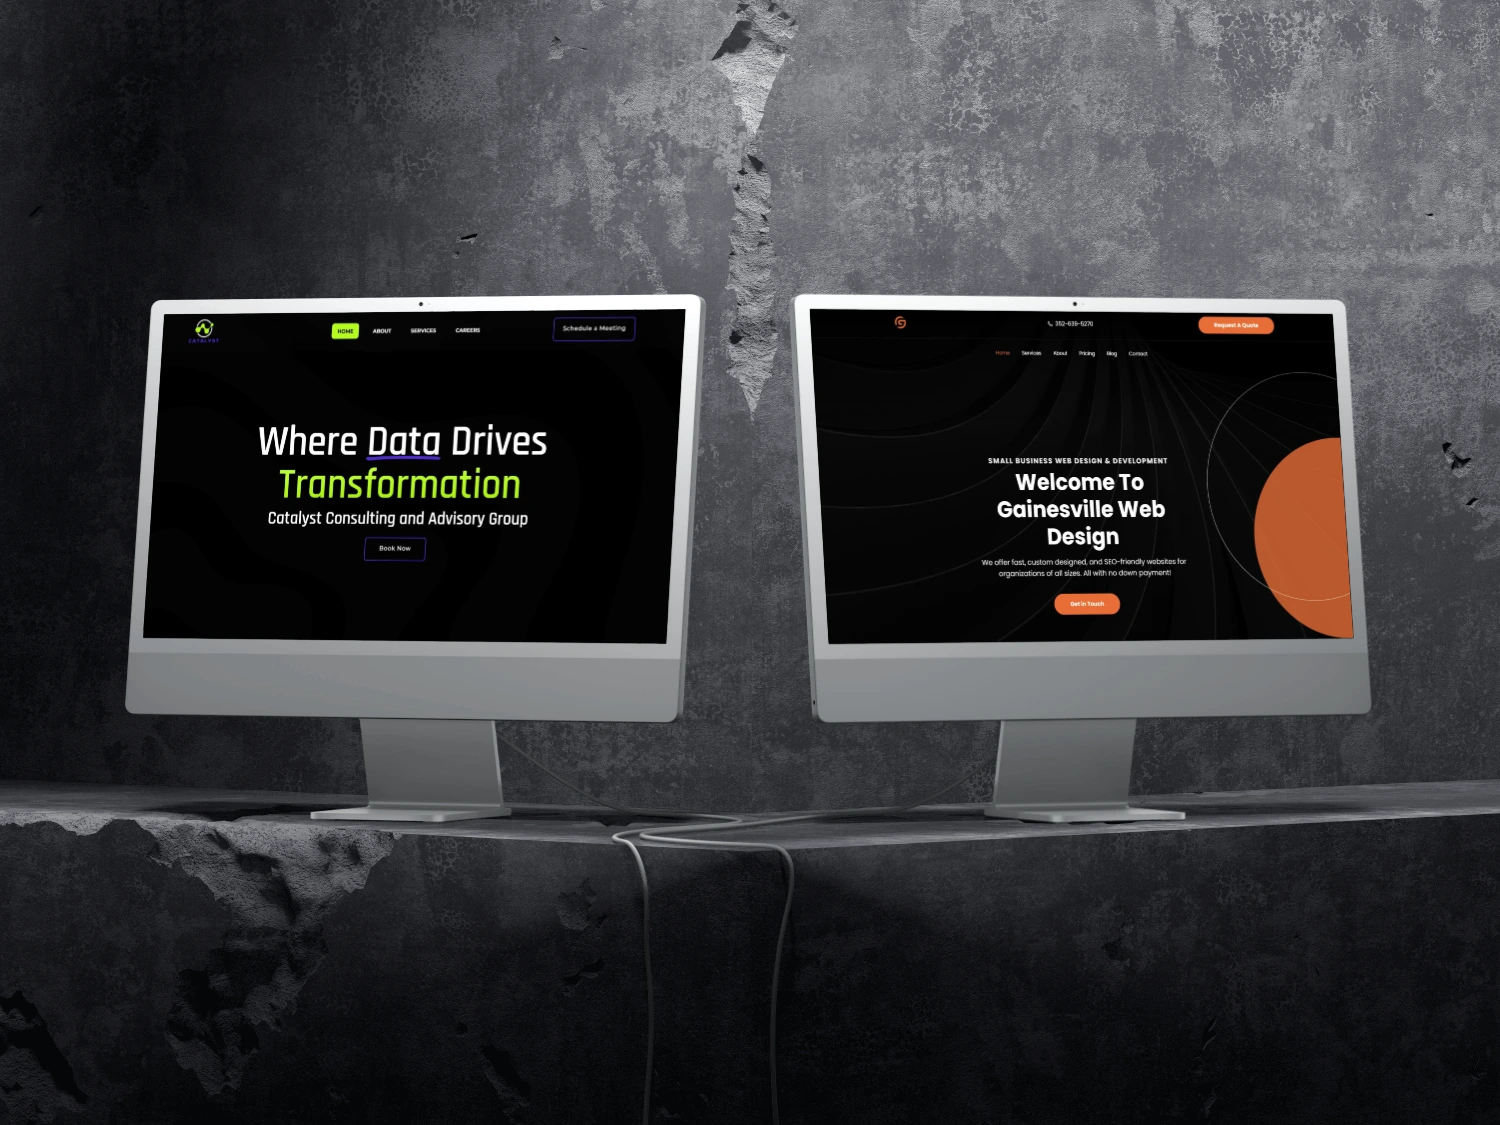 CATALYST
HOME ABOUT SERVICES CAREERS
Schedule a Meeting
Where Data Drives
Transformation
Catalyst Consulting and Advisory Group
Book Now
352-639-5270
Request A Quote
Home Services About Pricing Blog Contact
SMALL BUSINESS WEB DESIGN & DEVELOPMENT
Welcome To
Gainesville Web
Design
We offer fast, custom designed, and SEO-friendly websites for
organizations of all sizes. All with no down payment!
Get in Touch